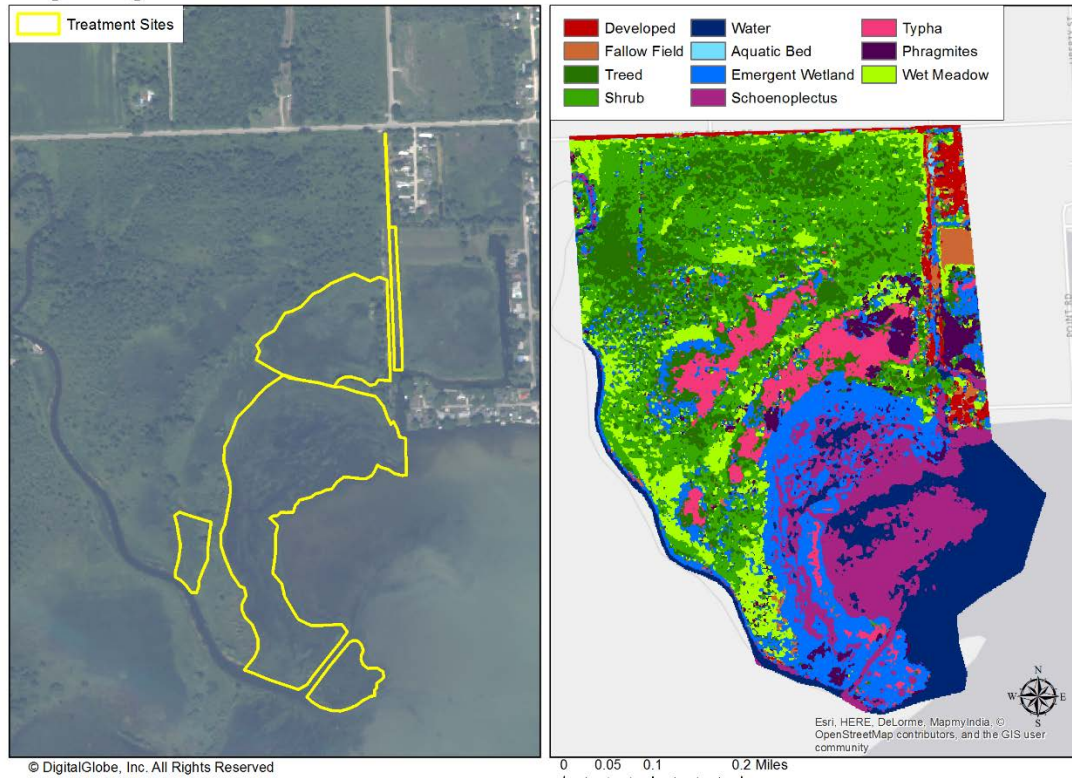 Treatment Sites
Developed
Fallow Field
Treed
Shrub
Water
Aquatic Bed
Emergent Wetland
Schoenoplectus
Typha
Phragmites
Wet Meadow
N
W E
S
Esri, HERE, DeLorme, MapmyIndia, ©
OpenStreetMap contributors, and the GIS user
community
© DigitalGlobe, Inc. All Rights Reserved
0 0.05 0.1 0.2 Miles